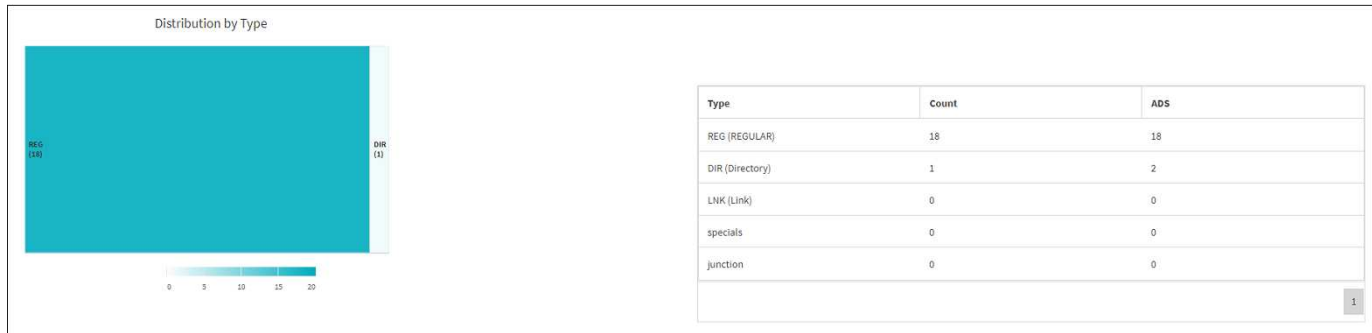 Distribution by Type
REG
(18)
DIR
(1)
0 5 10 15 20
Type Count ADS
REG (REGULAR) 18 18
DIR (Directory) 1 2
LNK (Link) 0 0
specials 0 0
junction 0 0
1